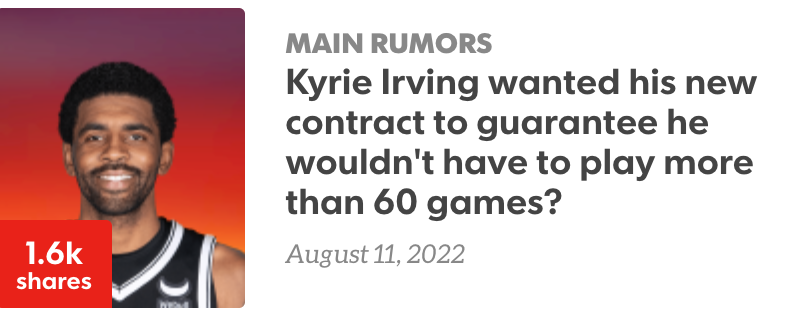 MAIN RUMORS
Kyrie Irving wanted his new
contract to guarantee he
wouldn't have to play more
than 60 games?
August 11, 2022
1.6k
shares